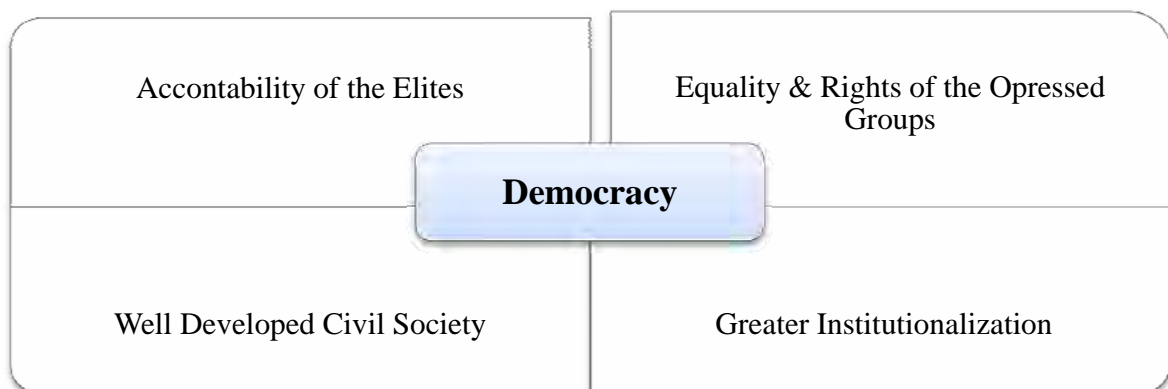 Accontability of the Elites
Equality & Rights of the Opressed
Groups
Democracy
Well Developed Civil Society
Greater Institutionalization